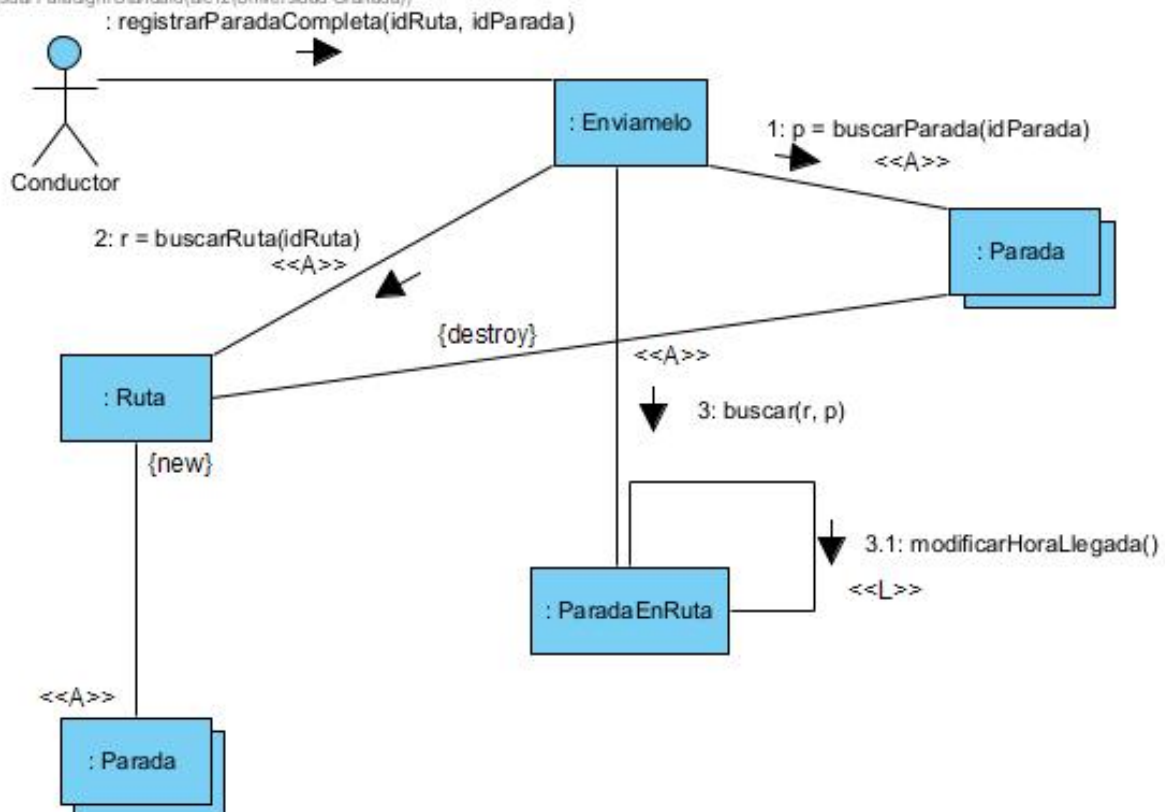 : registrarParadaCompleta(idRuta, idParada)
: Enviamelo
1: p = buscarParada(idParada)
<<A>>
Conductor
2: r = buscarRuta(idRuta)
<<A>>
: Parada
{destroy}
<<A>>
: Ruta
3: buscar(r, p)
{new}
3.1: modificarHoraLlegada()
<<L>>
: ParadaEnRuta
<<A>>
: Parada